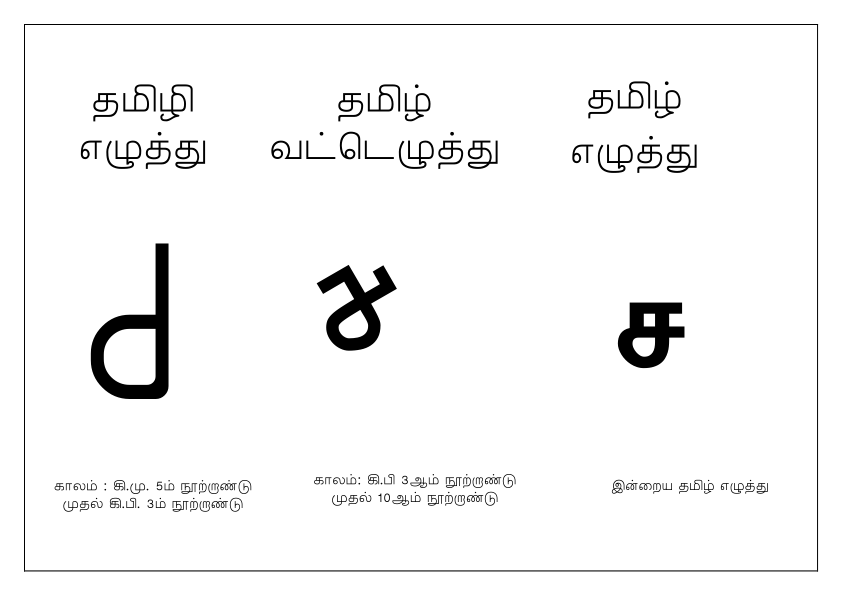 தமிழி
எழுத்து
தமிழ்
வட்டெழுத்து
தமிழ்
எழுத்து
ச
காலம் : கி.மு. 5ம் நூற்றாண்டு
முதல் கி.பி. 3ம் நூற்றாண்டு
காலம்: கி.பி 3ஆம் நூற்றாண்டு
முதல் 10ஆம் நூற்றாண்டு
இன்றைய தமிழ் எழுத்து